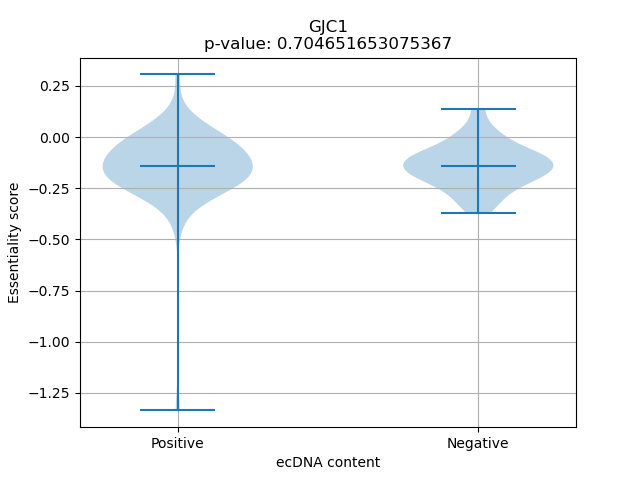 GJC1
p-value: 0.704651653075367
Essentiality score
0.25
0.00
−0.25
−0.50
−0.75
−1.00
−1.25
Positive
Negative
ecDNA content